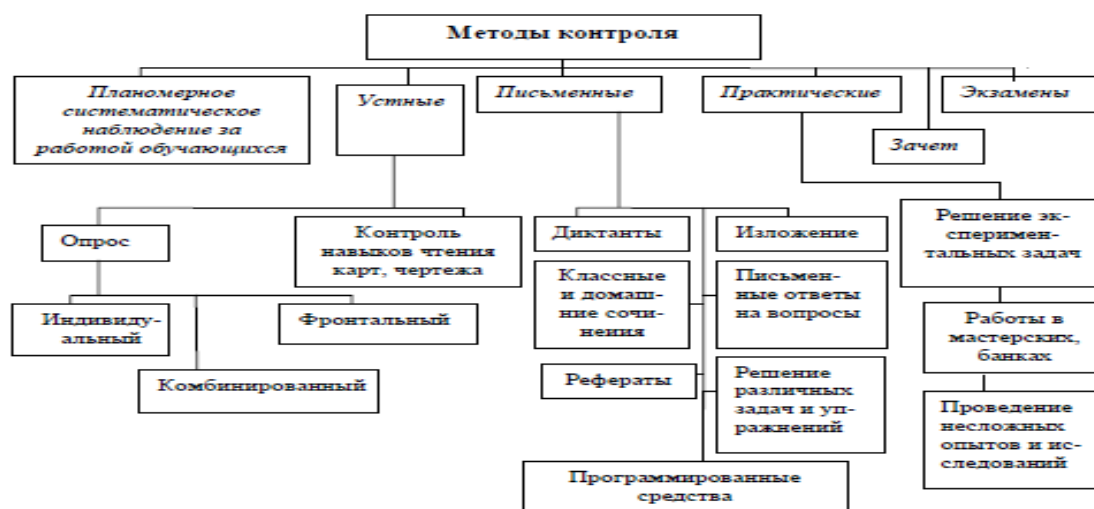 Методы контроля
Планомерное
систематическое
наблюдение за
работой обучающихся
Устные
Письменные
Практические
Экзамены
Зачет
Опрос
Контроль
навыков чтения
карт, чертежа
Диктанты
Изложение
Решение эк-
сперимен-
тальных задач
Индивиду-
альный
Фронтальный
Комбинированный
Классные
и домаш-
ние сочи-
нения
Письмен-
ные ответы
на вопросы
Работы в
мастерских,
банках
Рефераты
Решение
различных
задач и уп-
ражнений
Проведение
несложных
опытов и ис-
следований
Программированные
средства